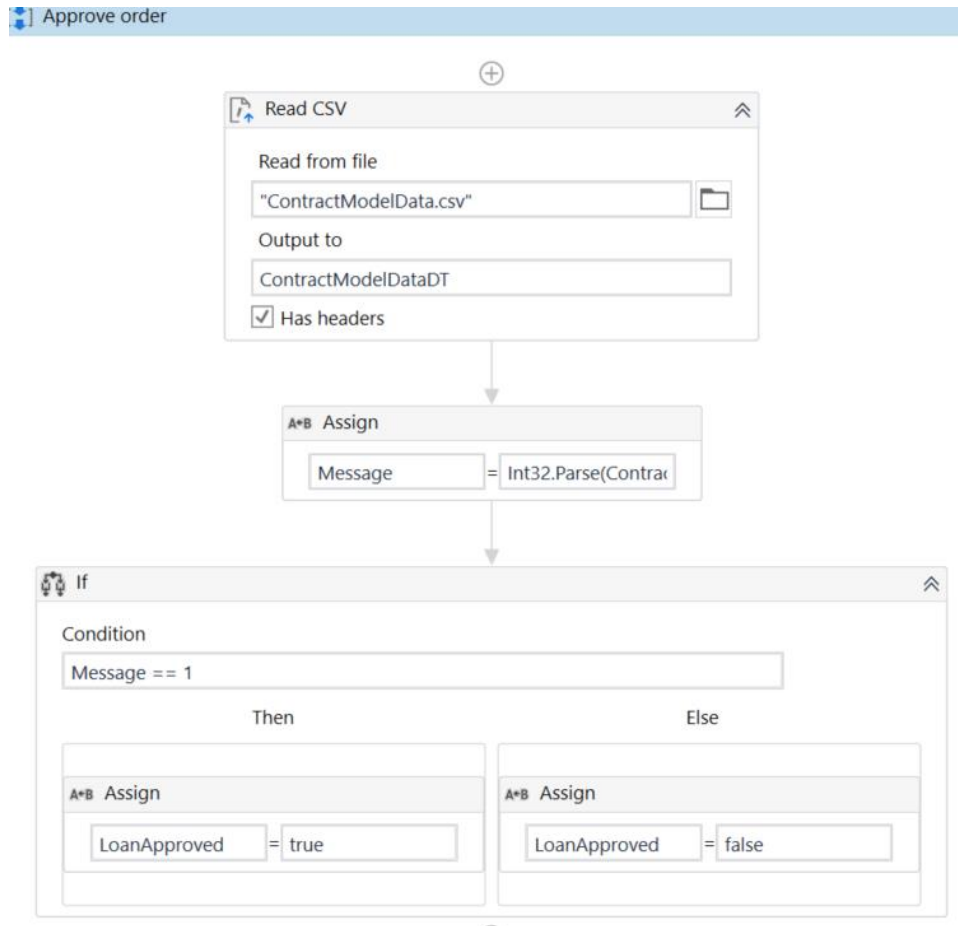 Approve order
Read CSV
Read from file
"ContractModelData.csv"
Output to
ContractModelDataDT
Has headers
A*B Assign
Message = Int32.Parse(Contrac
If
Condition
Message == 1
Then Else
A*B Assign A*B Assign
LoanApproved = true LoanApproved = false